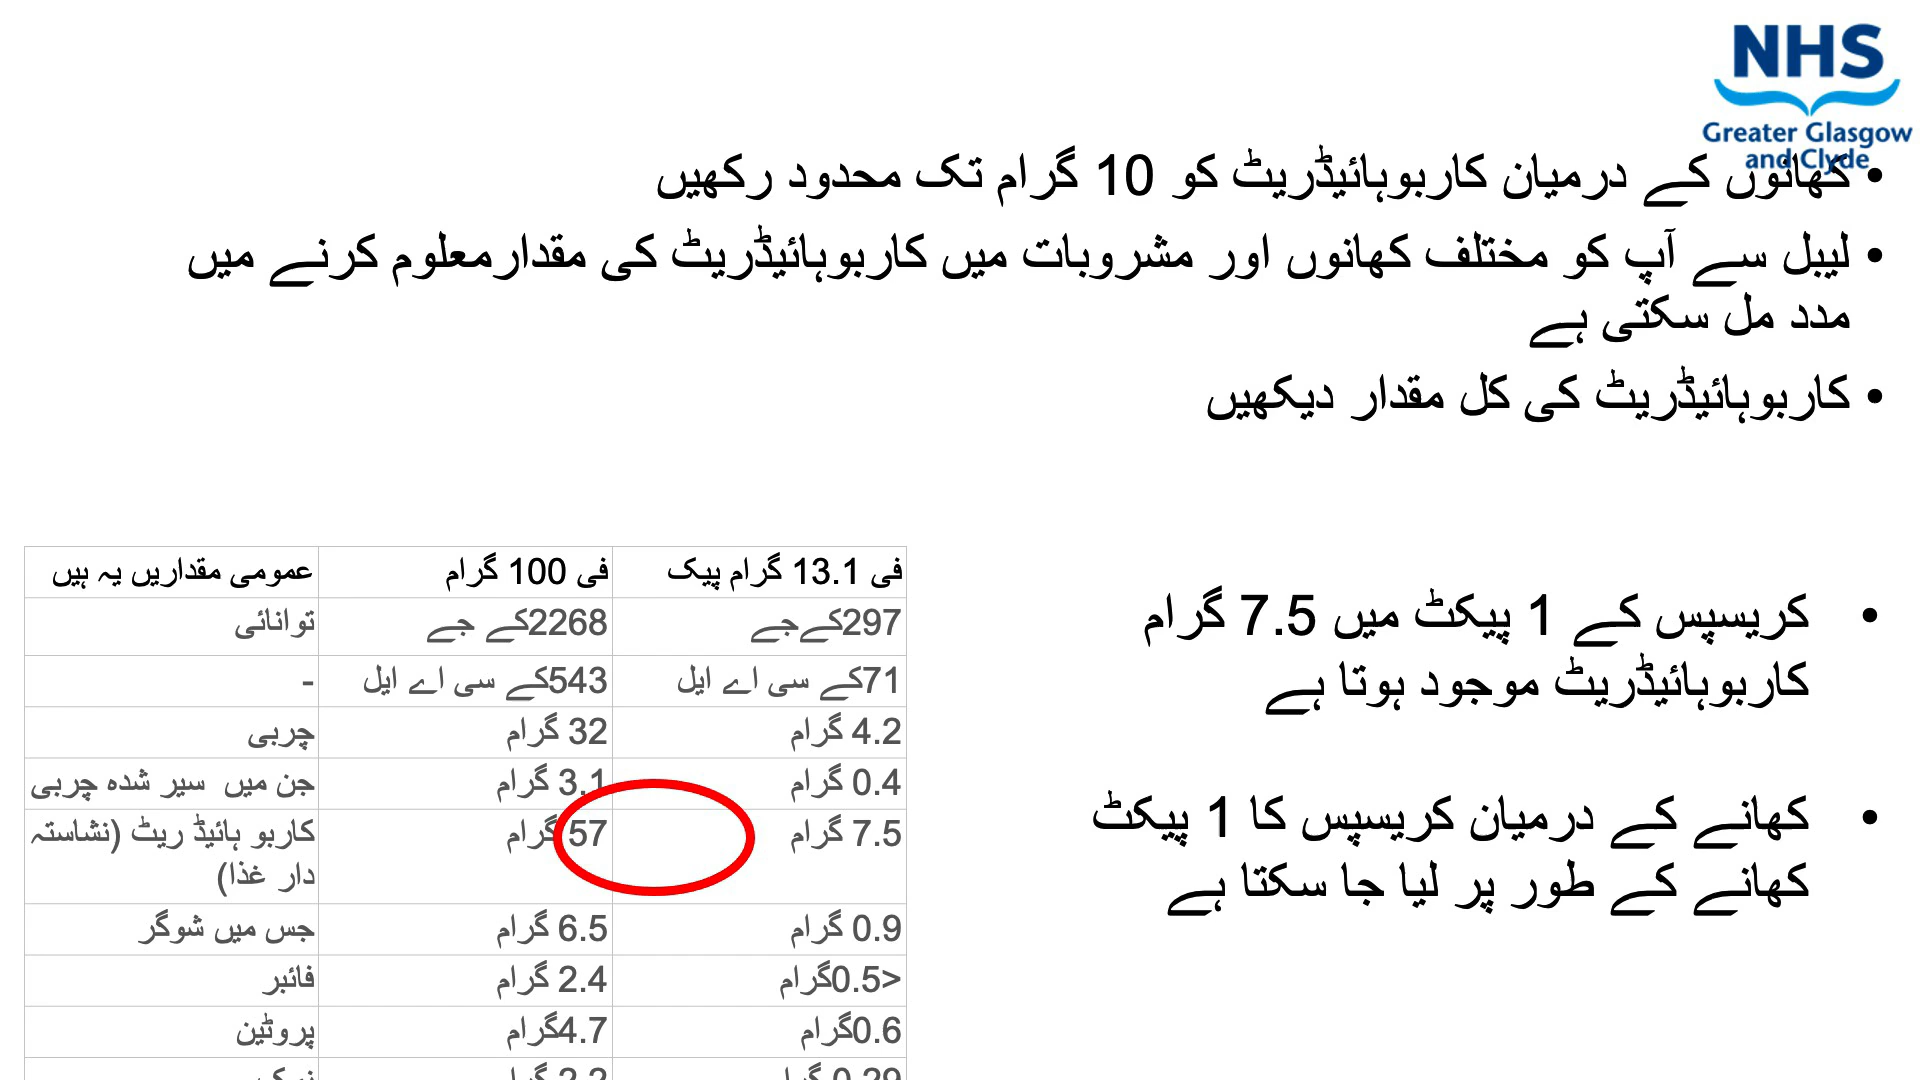 NHS
Greater Glasgow
and Clyde
• کھانوں کے درمیان کاربوہائیڈریٹ کو 10 گرام تک محدود رکھیں
• لیبل سے آپ کو مختلف کھانوں اور مشروبات میں کاربوہائیڈریٹ کی مقدارمعلوم کرنے میں
مدد مل سکتی ہے
• کاربوہائیڈریٹ کی کل مقدار دیکھیں
• کریسپس کے 1 پیکٹ میں 7.5 گرام
کاربوہائیڈریٹ موجود ہوتا ہے
• کھانے کے درمیان کریسپس کا 1 پیکٹ
کھانے کے طور پر لیا جا سکتا ہے
فی 13.1 گرام پیک فی 100 گرام عمومی مقداریں یہ ہیں
297کےجے 2268کے جے توانائی
71کے سی اے ایل 543کے سی اے ایل -
4.2 گرام 32 گرام چربی
0.4 گرام 3.1 گرام جن میں سیر شدہ چربی
7.5 گرام 57 گرام کاربو ہائیڈ ریٹ (نشاستہ
دار غذا)
0.9 گرام 6.5 گرام جس میں شوگر
<0.5گرام 2.4 گرام فائبر
0.6گرام 4.7گرام پروٹین